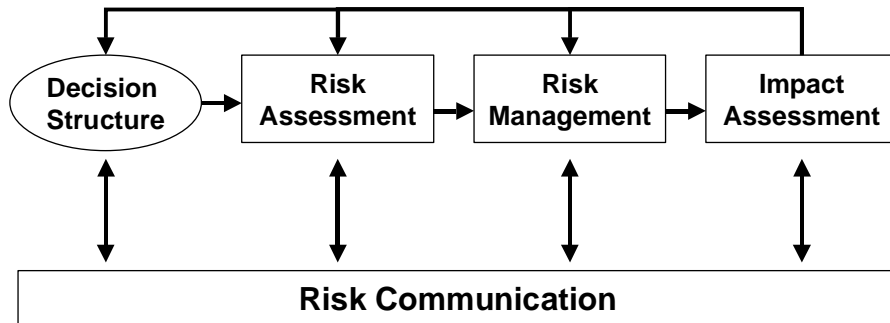 Decision
Structure
Risk
Assessment
Risk
Management
Impact
Assessment
Risk Communication